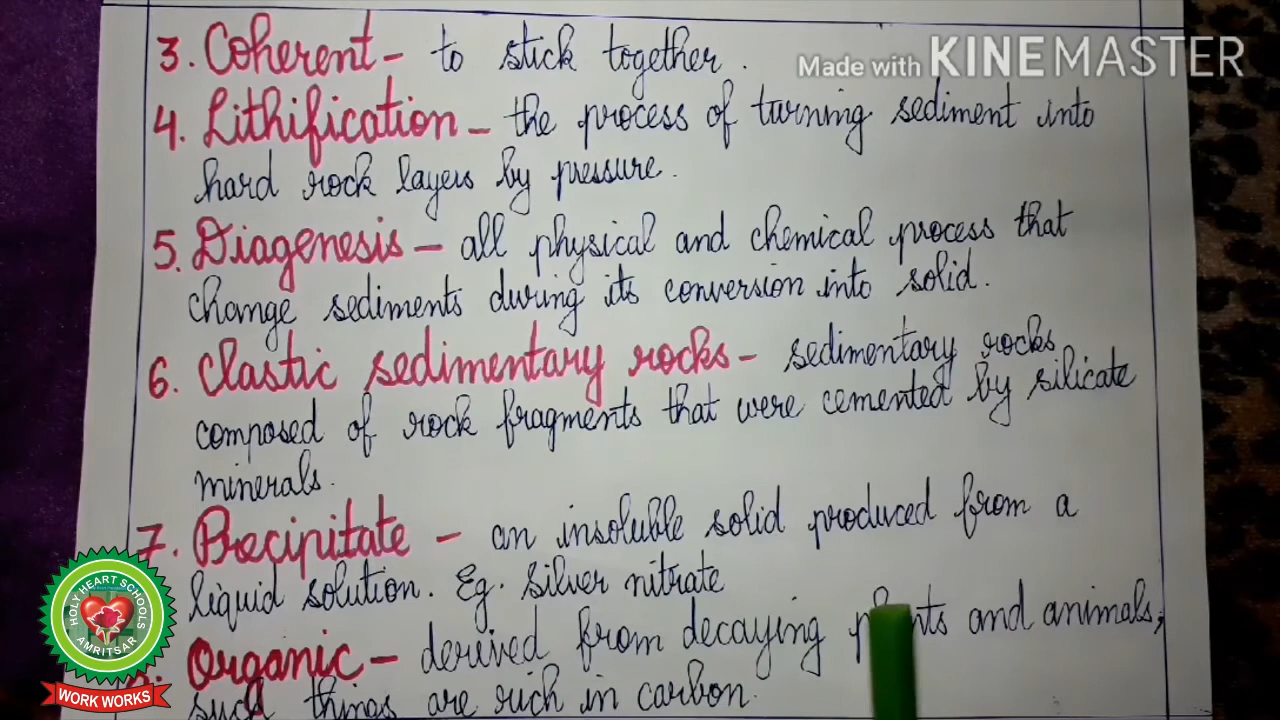 3. Coherent - to stick together.
Made with KINEMASTER
4. Lithification - the process of turning sediment into
hard rock layers by pressure.
5. Diagenesis - all physical and chemical process that
change sediments during its conversion into solid.
6. Clastic sedimentary rocks - sedimentary rocks
composed of rock fragments that were cemented by silicate
minerals.
7. Precipitate - an insoluble solid produced from a
liquid solution. Eg. Silver nitrate
Organic - derived from decaying and animals,
such things are rich in carbon.
HOLY HEART SCHOOLS
AMRITSAR
WORK WORKS